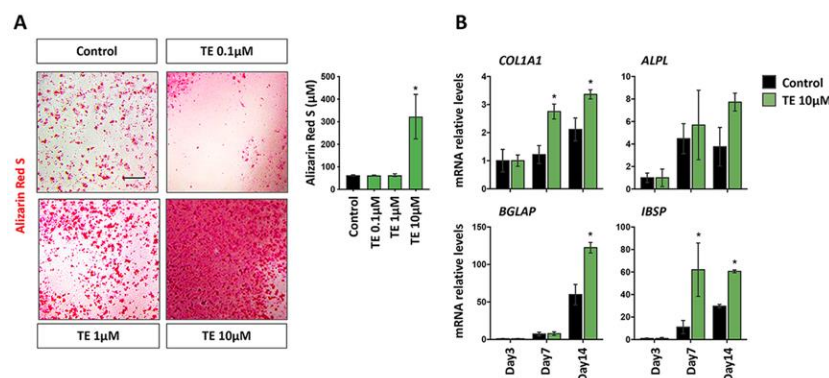 A
Control
TE 0.1µM
Alizarin Red S
TE 1µM
TE 10µM
Alizarin Red S (µM)
500
400
300
200
100
0
*
Control
TE 0.1µM
TE 1µM
TE 10µM
B
COL1A1
mRNA relative levels
4
3
2
1
0
*
*
ALPL
10
8
6
4
2
0
Control
TE 10µM
BGLAP
mRNA relative levels
150
100
50
0
*
Day3
Day7
Day14
IBSP
100
80
60
40
20
0
*
*
Day3
Day7
Day14